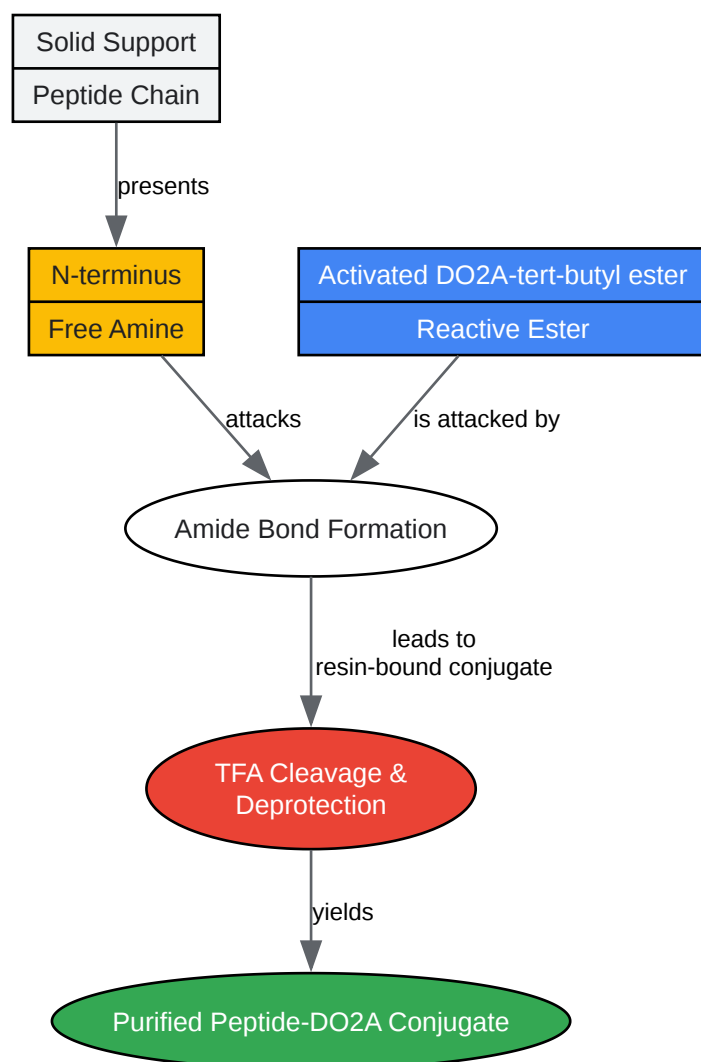 Solid Support
Peptide Chain
presents
N-terminus
Free Amine
Activated DO2A-tert-butyl ester
Reactive Ester
attacks
is attacked by
Amide Bond Formation
leads to
resin-bound conjugate
TFA Cleavage &
Deprotection
yields
Purified Peptide-DO2A Conjugate